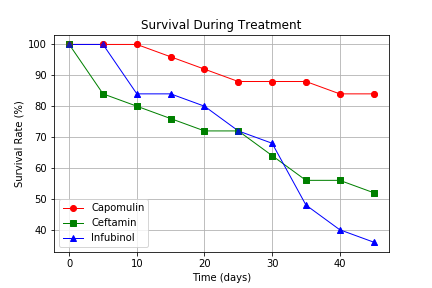 Survival During Treatment
100
90
80
70
60
50
40
Survival Rate (%)
Capomulin
Ceftamin
Infubinol
0
10
20
30
40
Time (days)